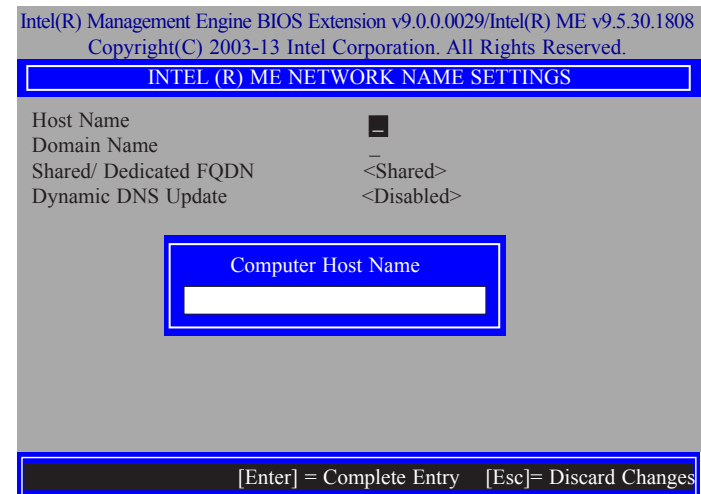 Intel(R) Management Engine BIOS Extension v9.0.0.0029/Intel(R) ME v9.5.30.1808
Copyright(C) 2003-13 Intel Corporation. All Rights Reserved.
INTEL (R) ME NETWORK NAME SETTINGS
Host Name _
Domain Name _
Shared/ Dedicated FQDN <Shared>
Dynamic DNS Update <Disabled>
Computer Host Name
[Enter] = Complete Entry [Esc]= Discard Changes